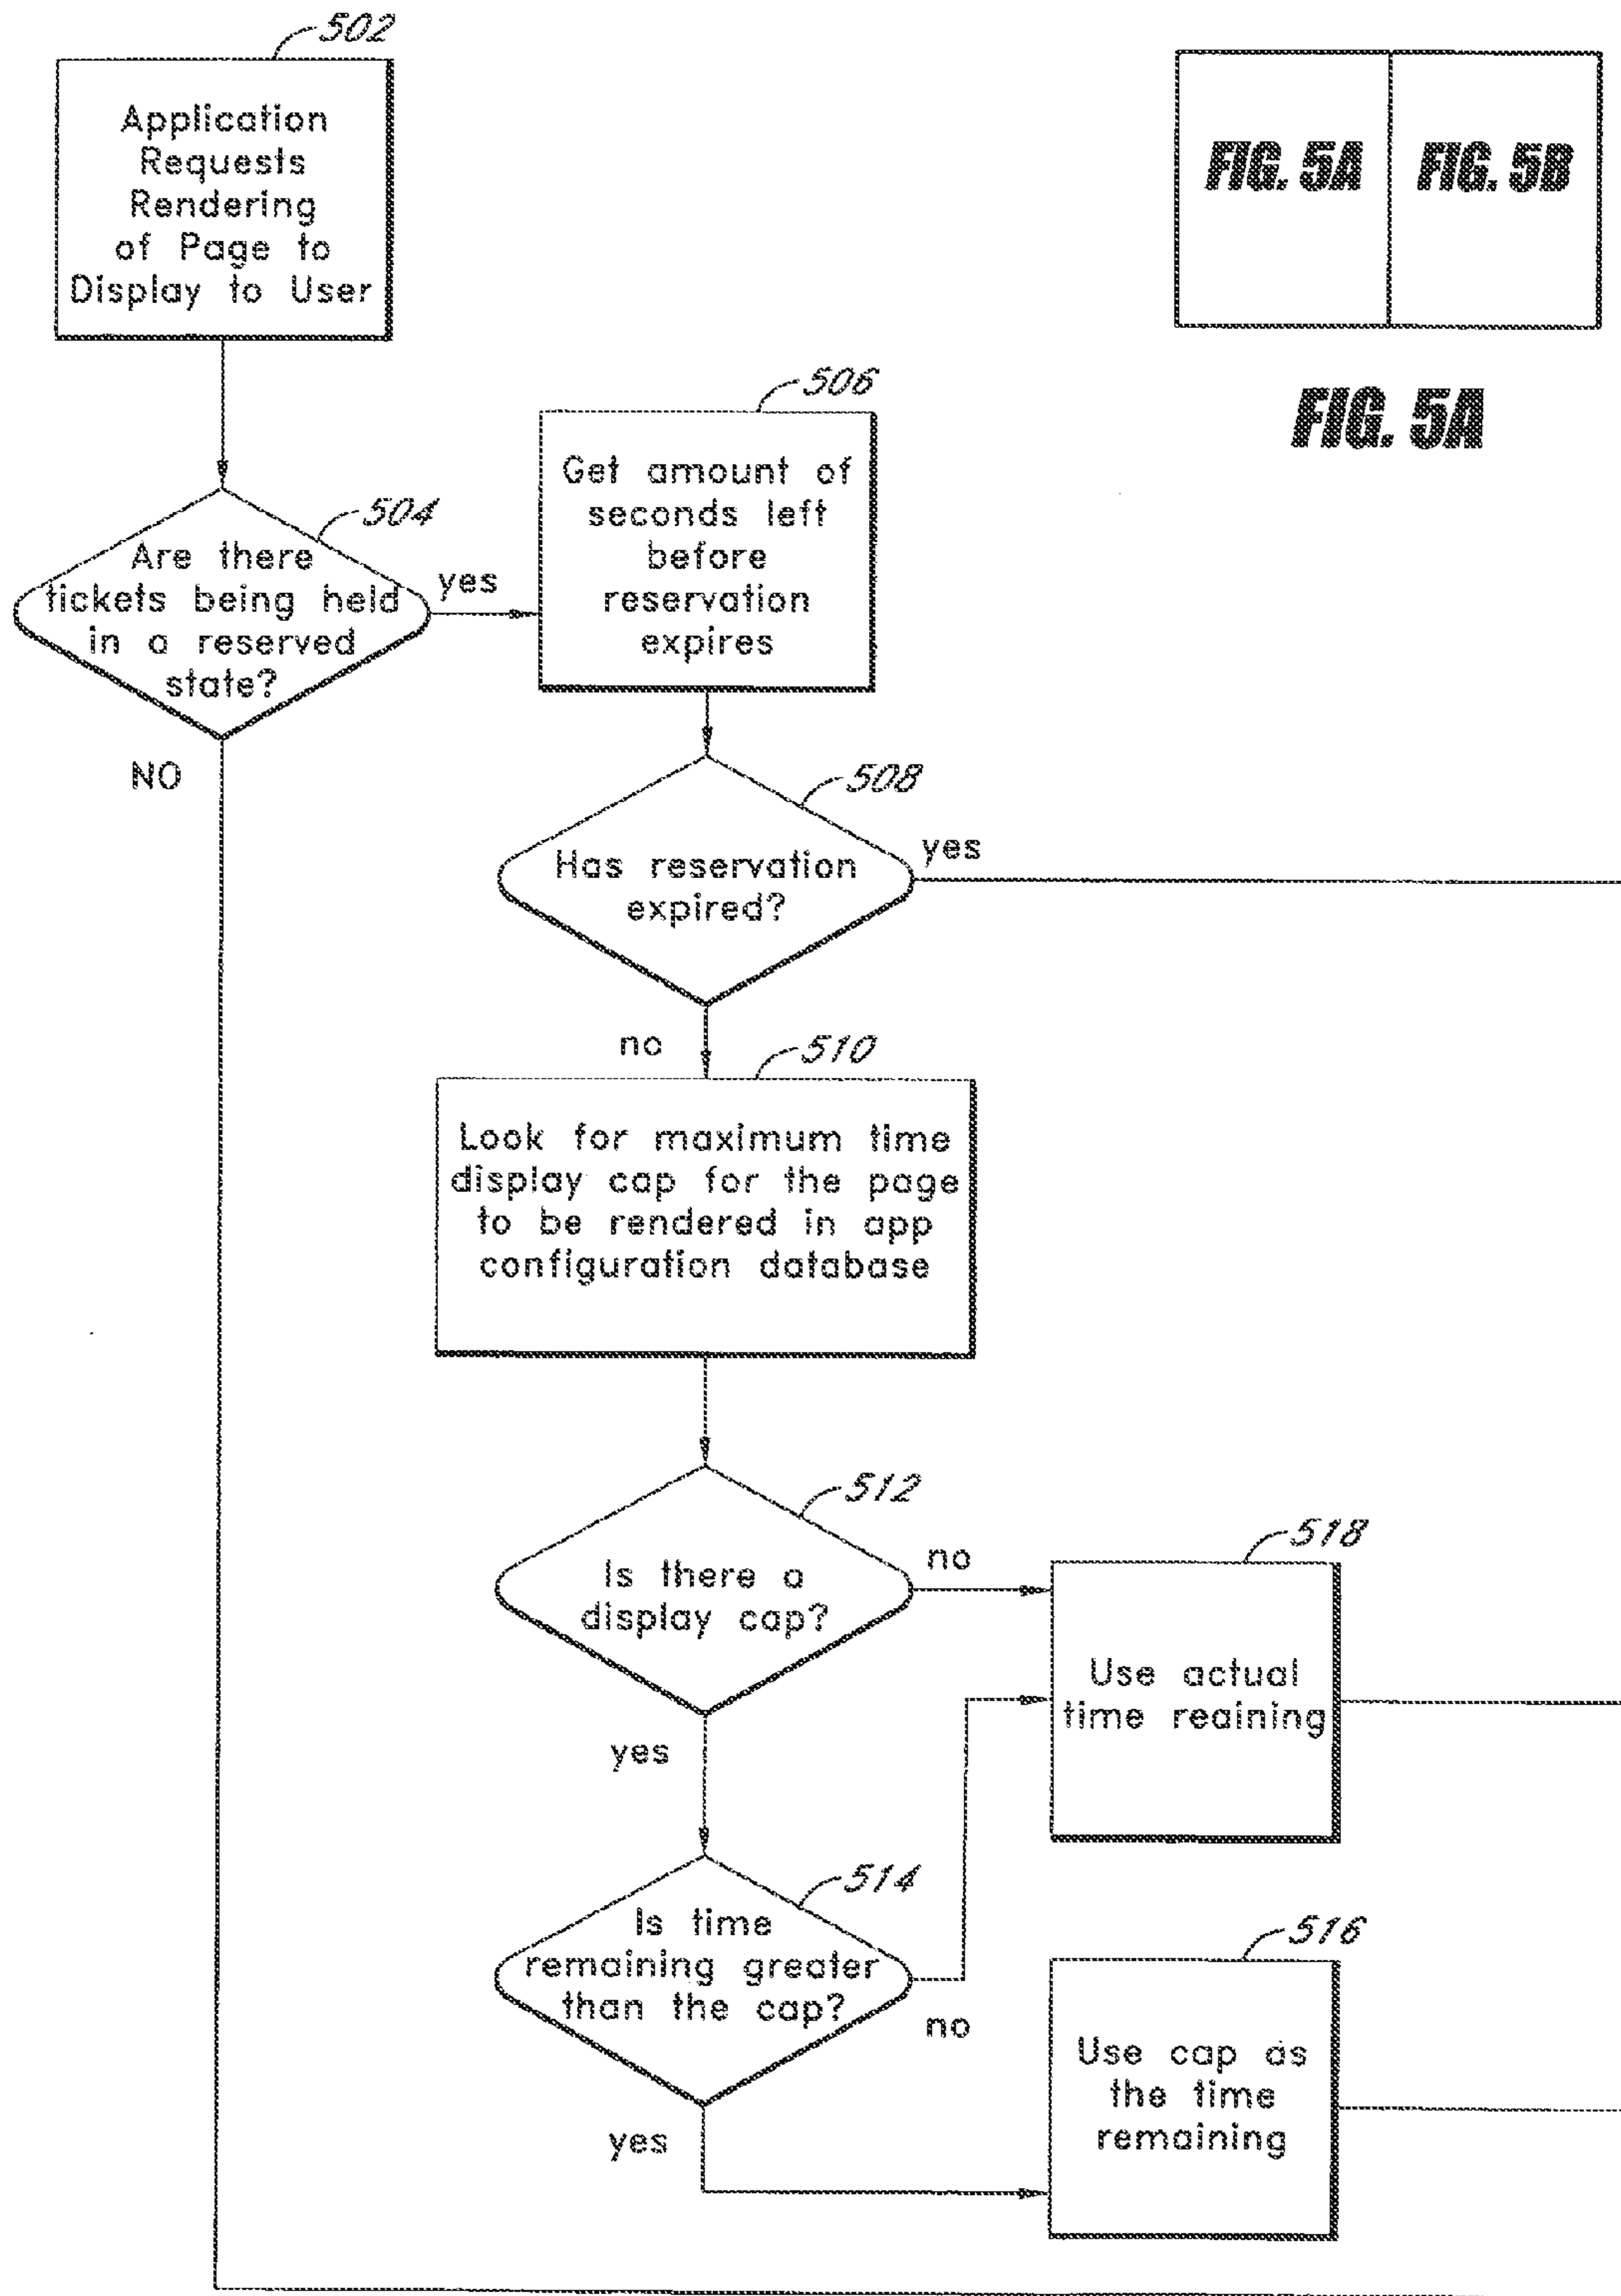 502
Application
Requests
Rendering
of Page to
Display to User
FIG. 5A
FIG. 5B
FIG. 5A
504
Are there
tickets being held
in a reserved
state?
yes
NO
506
Get amount of
seconds left
before
reservation
expires
508
Has reservation
expired?
yes
no
510
Look for maximum time
display cap for the page
to be rendered in app
configuration database
512
Is there a
display cap?
no
yes
518
Use actual
time reaining
514
Is time
remaining greater
than the cap?
no
yes
516
Use cap as
the time
remaining